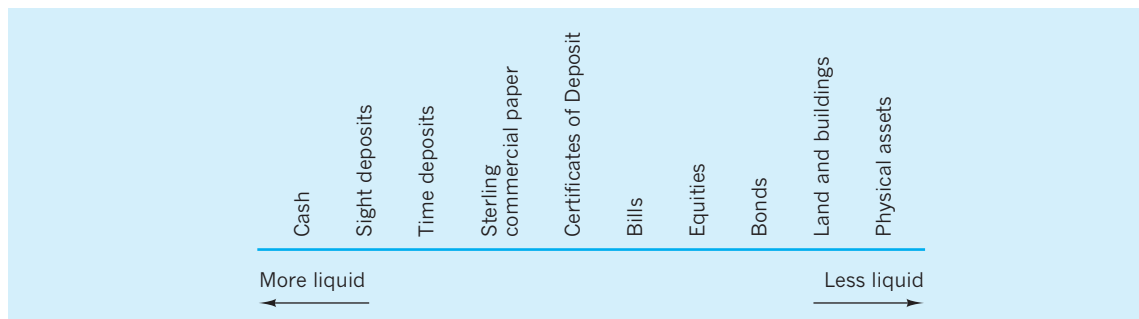 Cash
Sight deposits
Time deposits
Sterling
commercial paper
Certificates of Deposit
Bills
Equities
Bonds
Land and buildings
Physical assets
More liquid
Less liquid